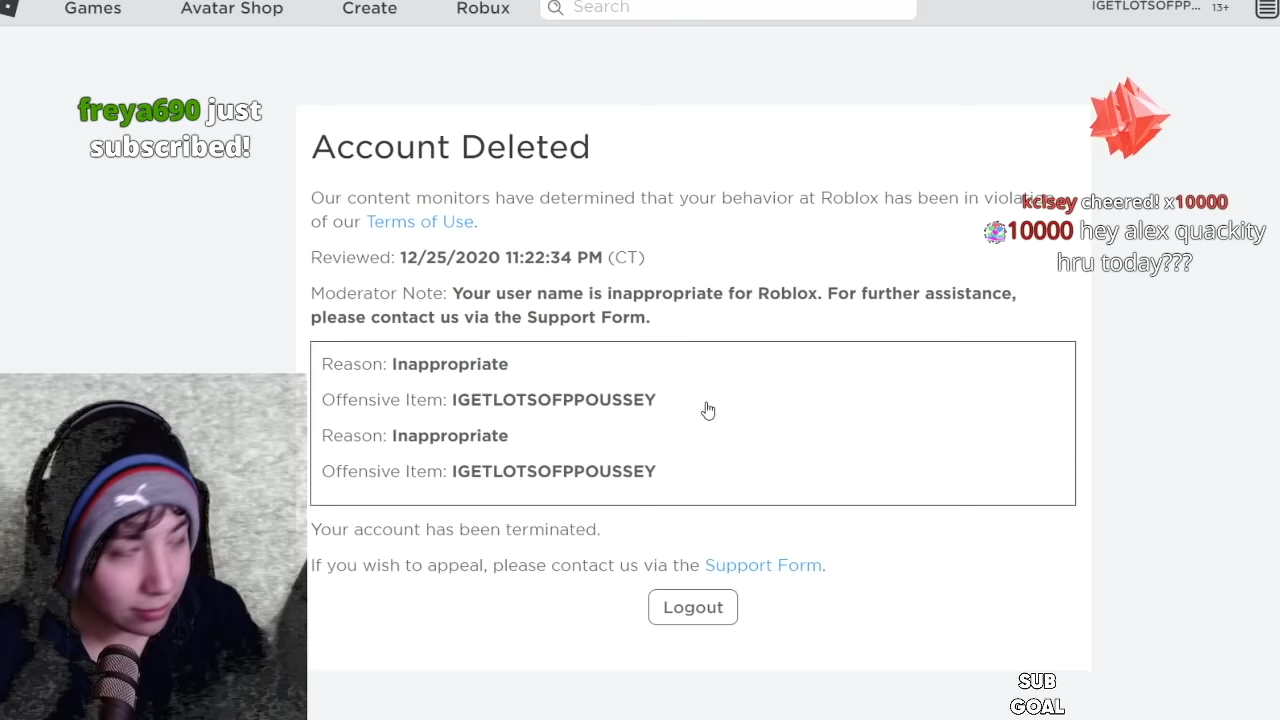 Games Avatar Shop Create Robux Search IGETLOTSOFPP... 13+
freya690 just
subscribed!
Account Deleted
Our content monitors have determined that your behavior at Roblox has been in
of our Terms of Use.
kclsey cheered! x10000
10000 hey alex quackity
hru today???
Reviewed: 12/25/2020 11:22:34 PM (CT)
Moderator Note: Your user name is inappropriate for Roblox. For further assistance,
please contact us via the Support Form.
Reason: Inappropriate
Offensive Item: IGETLOTSOFPPOUSSEY
Reason: Inappropriate
Offensive Item: IGETLOTSOFPPOUSSEY
Your account has been terminated.
If you wish to appeal, please contact us via the Support Form.
Logout
SUB
GOAL